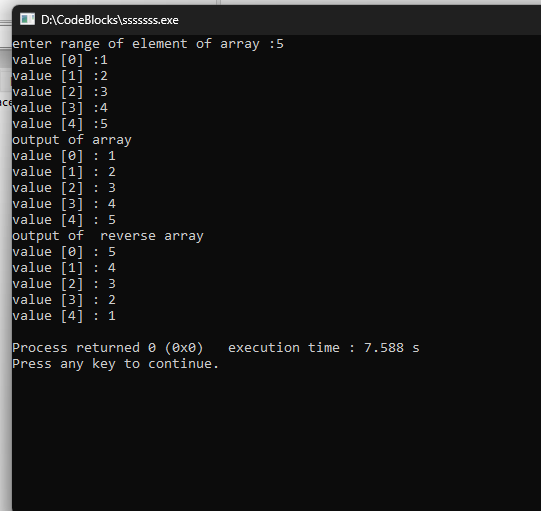 D:\CodeBlocks\sssssss.exe
enter range of element of array :5
value [0] :1
value [1] :2
value [2] :3
value [3] :4
value [4] :5
output of array
value [0] : 1
value [1] : 2
value [2] : 3
value [3] : 4
value [4] : 5
output of  reverse array
value [0] : 5
value [1] : 4
value [2] : 3
value [3] : 2
value [4] : 1
Process returned 0 (0x0)   execution time : 7.588 s
Press any key to continue.